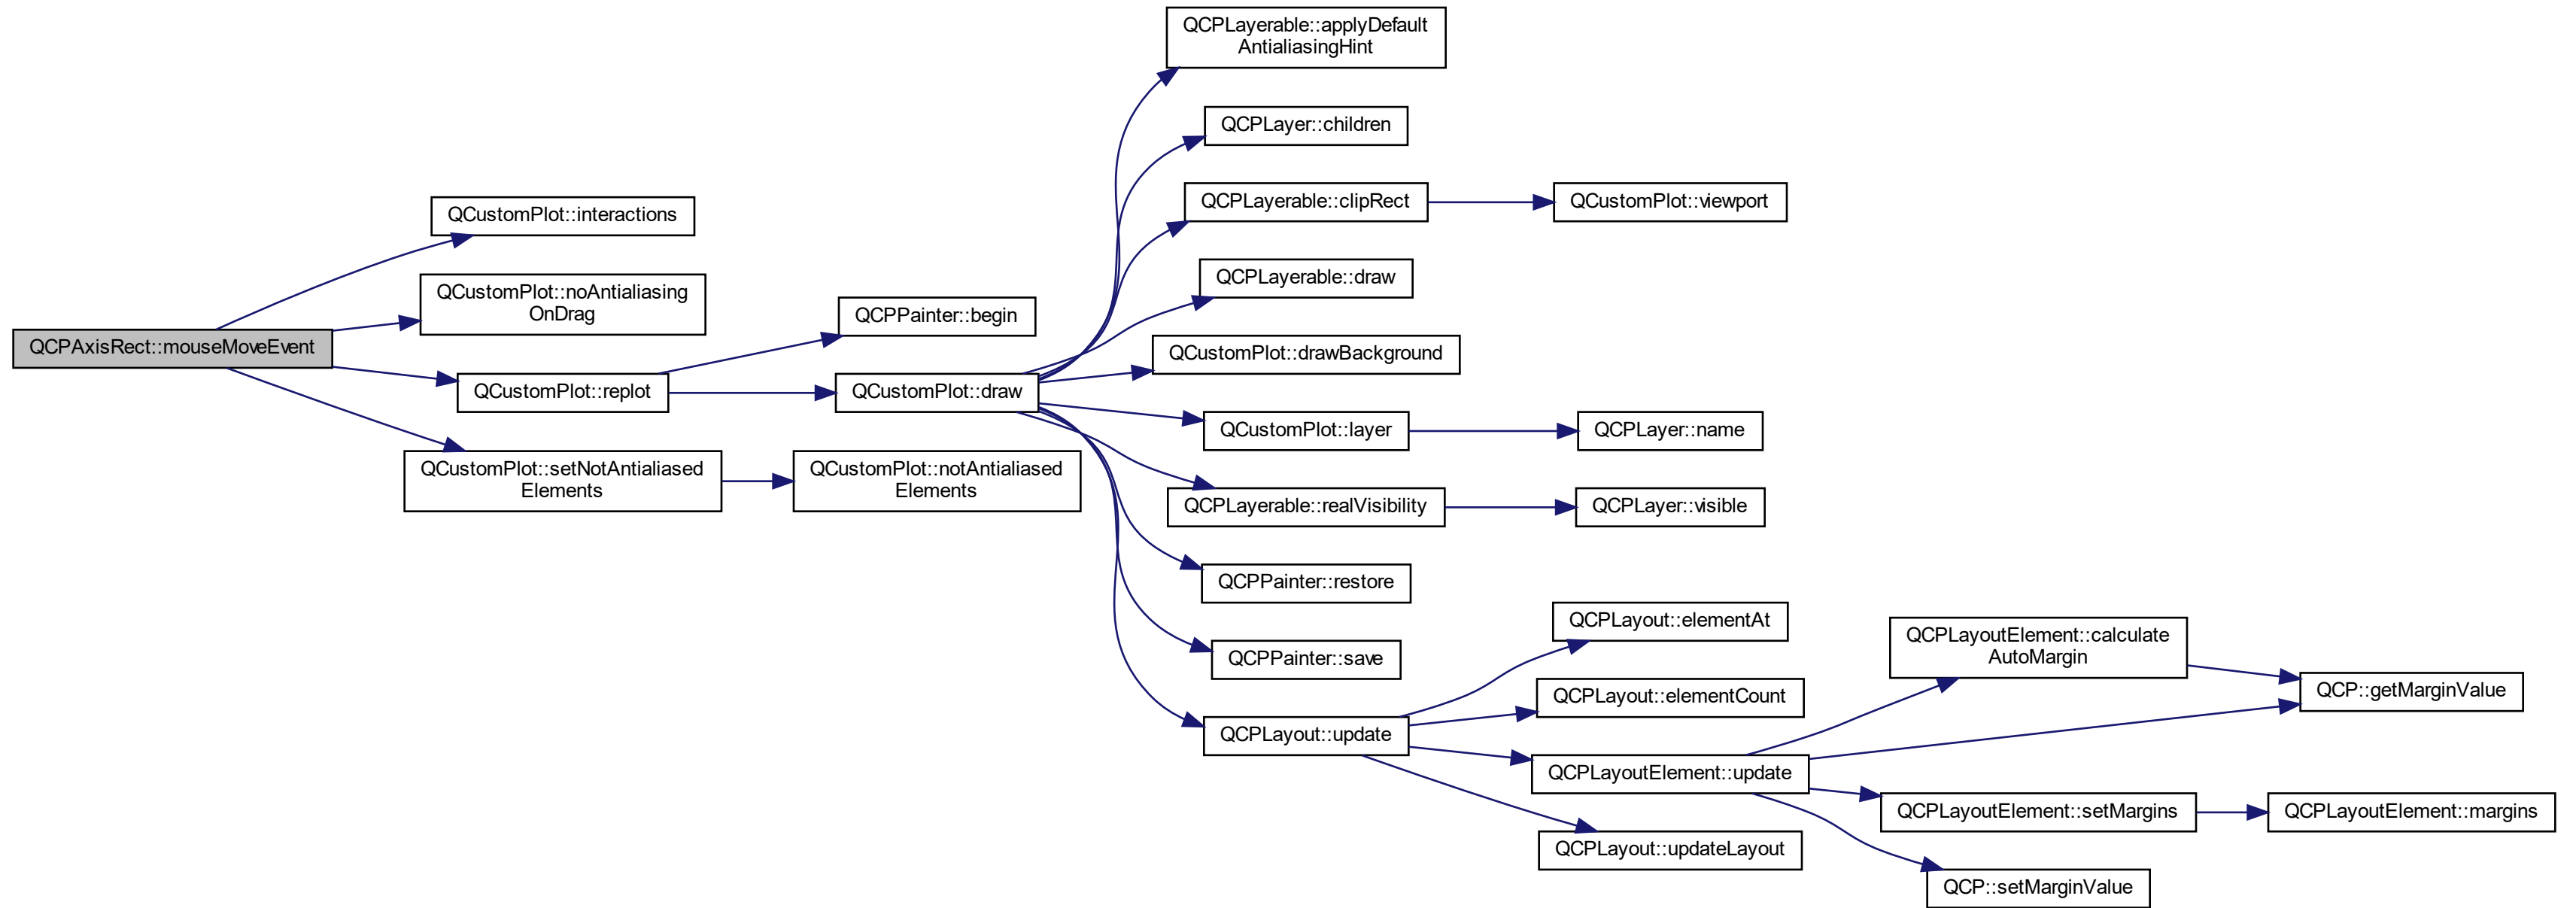 QCPAxisRect::mouseMoveEvent
QCustomPlot::interactions
QCustomPlot::noAntialiasing
OnDrag
QCustomPlot::replot
QCustomPlot::setNotAntialiased
Elements
QCPPainter::begin
QCustomPlot::draw
QCustomPlot::notAntialiased
Elements
QCPLayerable::applyDefault
AntialiasingHint
QCPLayer::children
QCPLayerable::clipRect
QCPLayerable::draw
QCustomPlot::drawBackground
QCustomPlot::layer
QCPLayerable::realVisibility
QCPPainter::restore
QCPPainter::save
QCPLayout::update
QCustomPlot::viewport
QCPLayer::name
QCPLayer::visible
QCPLayout::elementAt
QCPLayout::elementCount
QCPLayoutElement::update
QCPLayout::updateLayout
QCPLayoutElement::calculate
AutoMargin
QCPLayoutElement::setMargins
QCP::setMarginValue
QCP::getMarginValue
QCPLayoutElement::margins